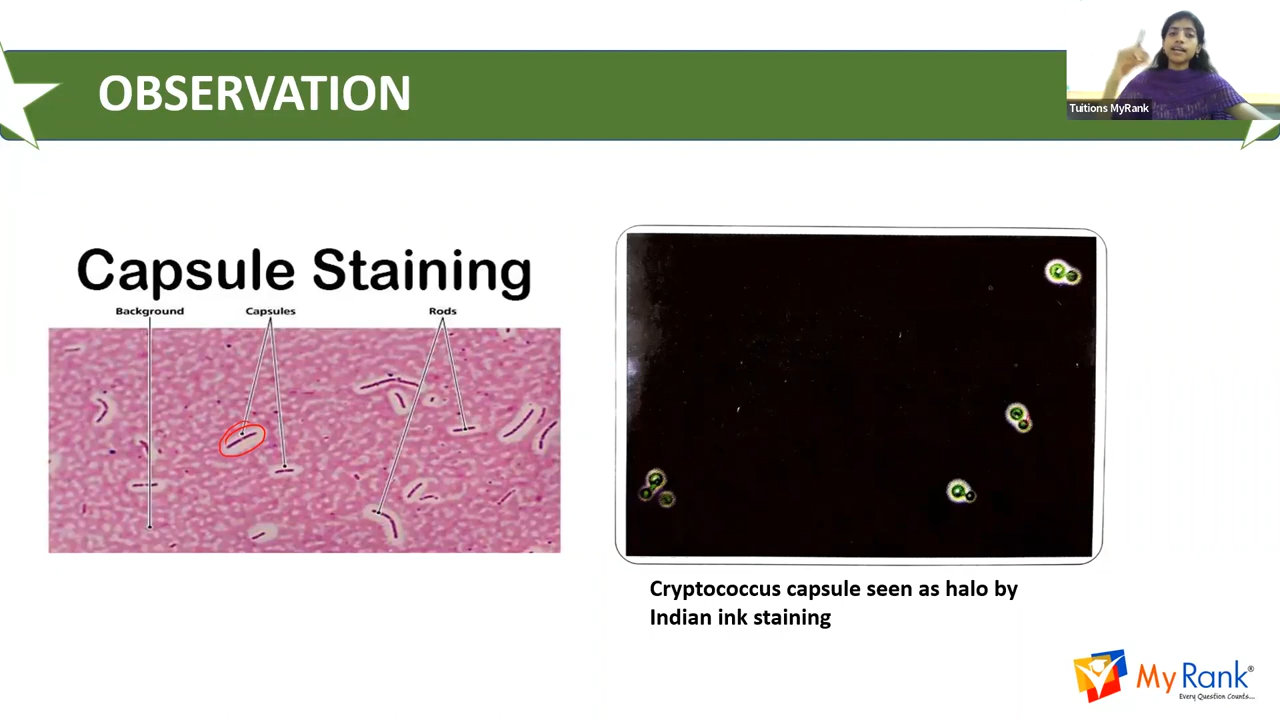 OBSERVATION
Tuitions MyRank
Capsule Staining
Background Capsules Rods
Cryptococcus capsule seen as halo by
Indian ink staining
My Rank®
Every Question Counts...